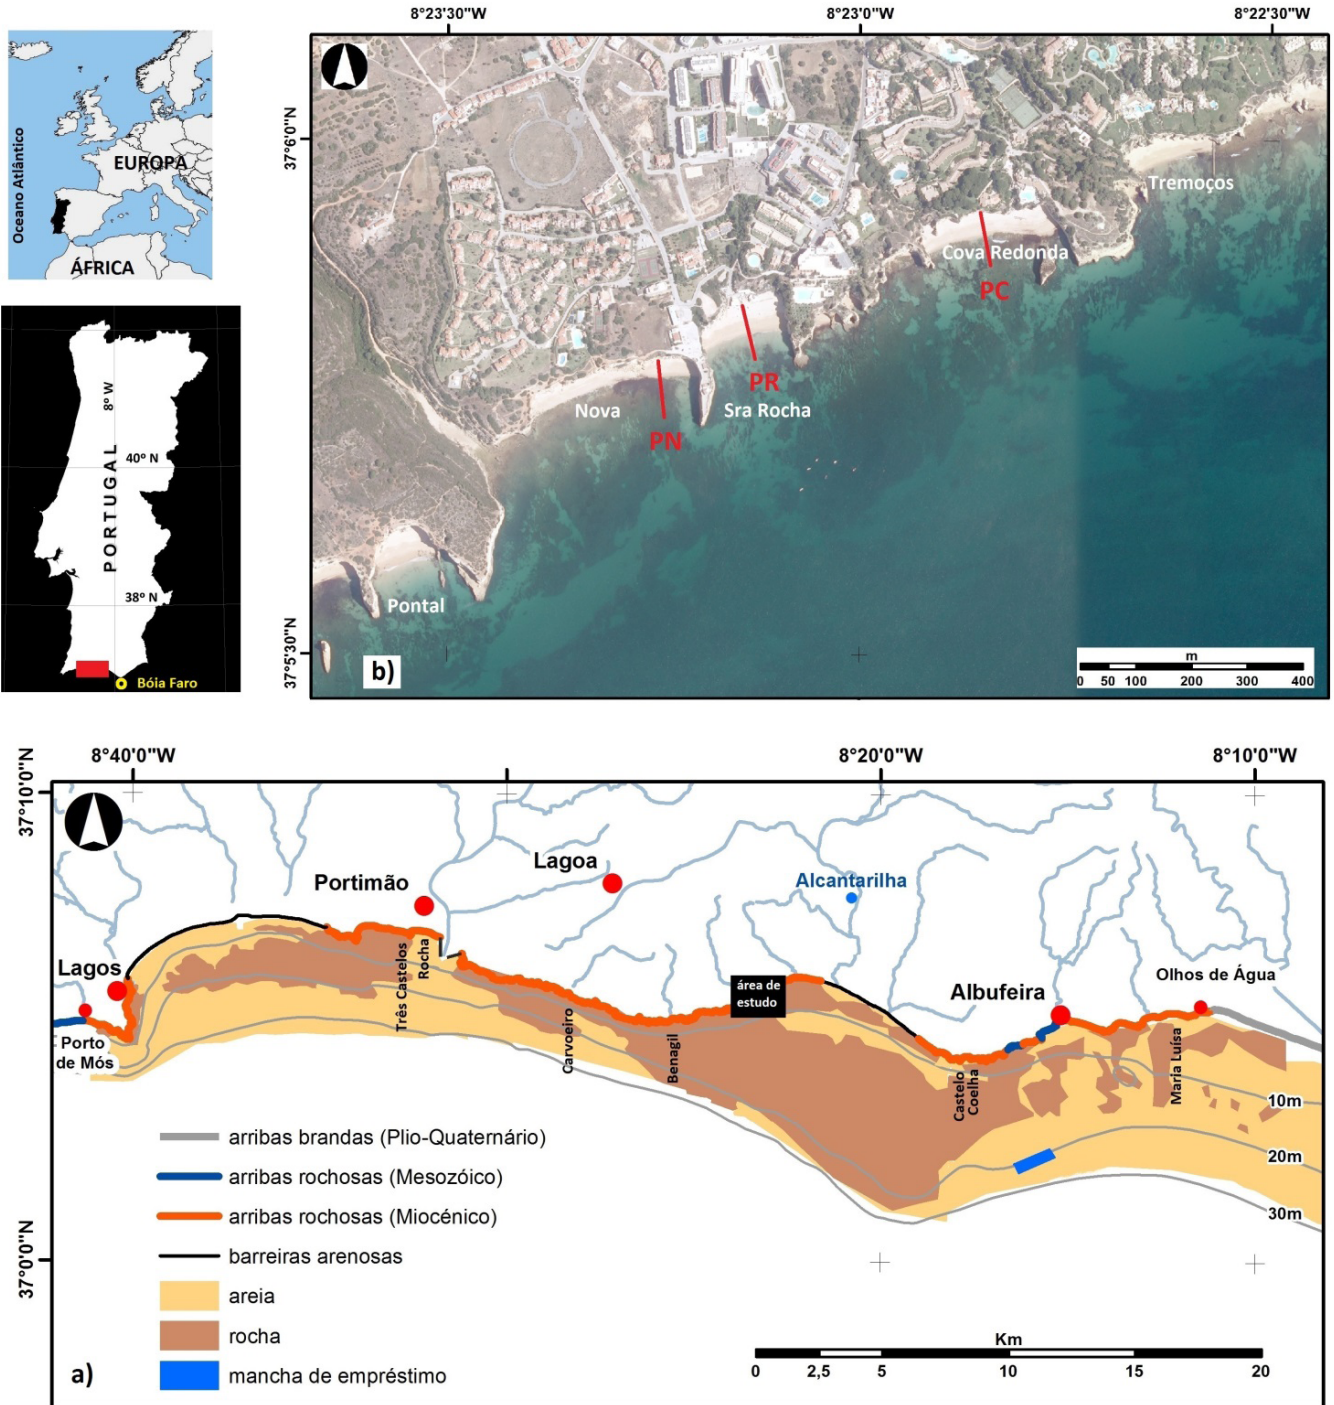 Oceano Atlântico
EUROPA
ÁFRICA
8º W
40º N
PORTUGAL
38º N
Bóia Faro
8°23'30"W
8°23'0"W
8°22'30"W
37°6'0"N
37°5'30"N
Tremoços
Cova Redonda
PC
PR
Sra Rocha
Nova
PN
Pontal
b)
m
0 50 100 200 300 400
8°40'0"W
8°20'0"W
8°10'0"W
37°10'0"N
37°0'0"N
Portimão
Lagoa
Alcantarilha
Lagos
Porto
de Mós
Três Castelos
Rocha
Carvoeiro
Benagil
área de
estudo
Albufeira
Olhos de Água
Castelo
Coelha
Maria Luísa
10m
20m
30m
arribas brandas (Plio-Quaternário)
arribas rochosas (Mesozóico)
arribas rochosas (Miocénico)
barreiras arenosas
areia
rocha
mancha de empréstimo
a)
Km
0 2,5 5 10 15 20